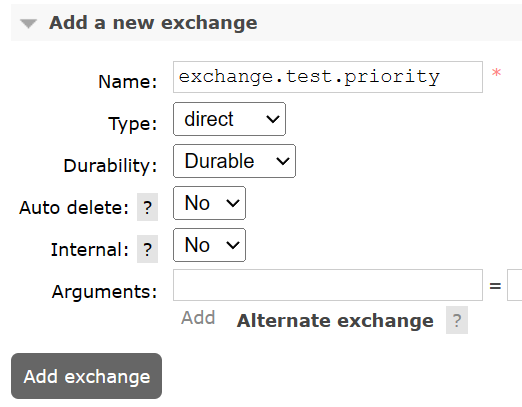 Add a new exchange
Name: exchange.test.priority *
Type: direct
Durability: Durable
Auto delete: ? No
Internal: ? No
Arguments: =
Add Alternate exchange ?
Add exchange